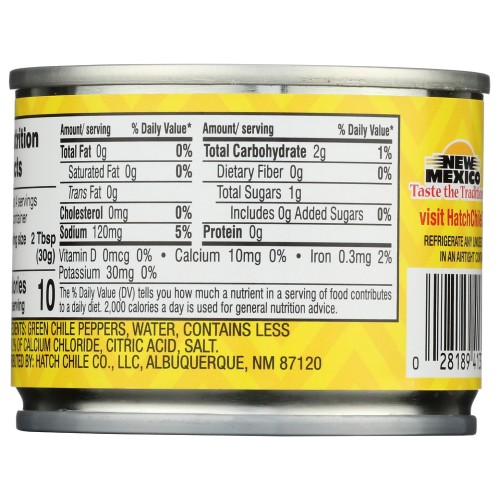 Amount/ serving % Daily Value*
Total Fat 0g 0%
Saturated Fat 0g 0%
Trans Fat 0g
Cholesterol 0mg 0%
Sodium 120mg 5%
Amount/ serving % Daily Value*
Total Carbohydrate 2g 1%
Dietary Fiber 0g 0%
Total Sugars 1g
Includes 0g Added Sugars 0%
Protein 0g
Vitamin D 0mcg 0% • Calcium 10mg 0% • Iron 0.3mg 2%
Potassium 30mg 0%
The % Daily Value (DV) tells you how much a nutrient in a serving of food contributes
to a daily diet. 2,000 calories a day is used for general nutrition advice.
2 Tbsp
(30g)
10
GREEN CHILE PEPPERS, WATER, CONTAINS LESS
OF CALCIUM CHLORIDE, CITRIC ACID, SALT.
BY: HATCH CHILE CO., LLC, ALBUQUERQUE, NM 87120
NEW
MEXICO
Taste the
visit
REFRIGERATE ANY
IN AN AIRTIGHT
0 28189